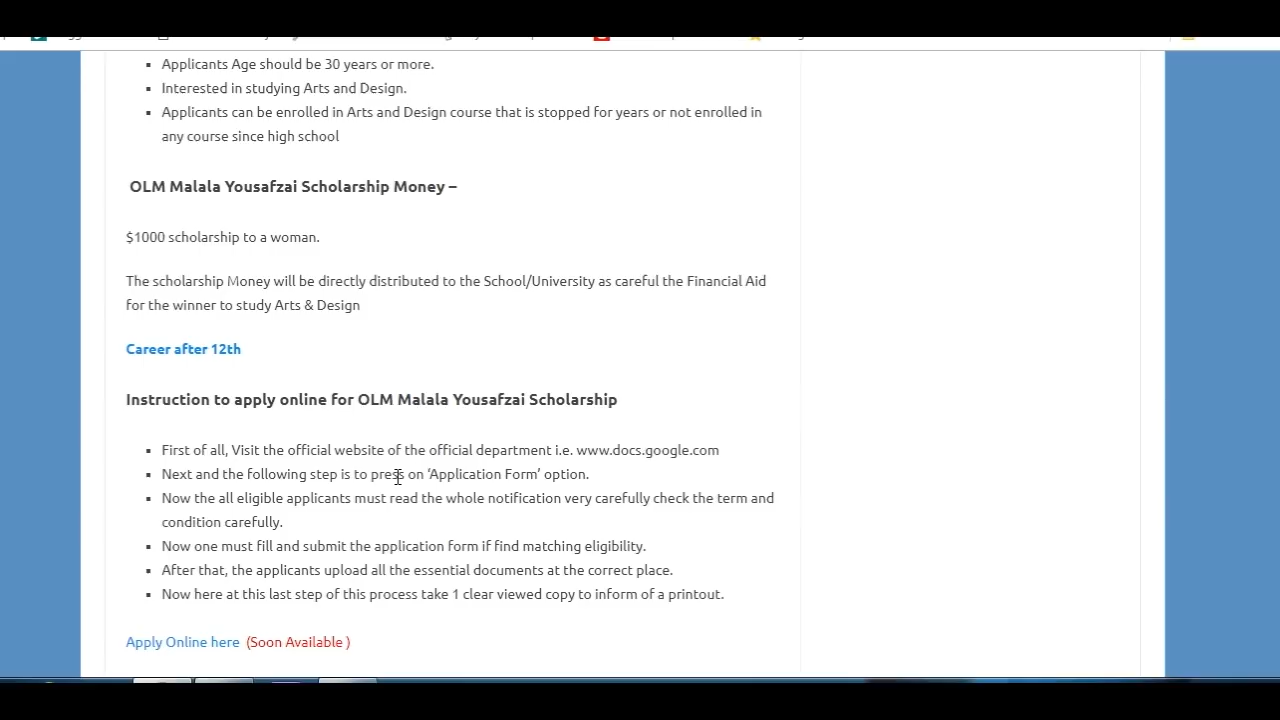 Applicants Age should be 30 years or more.
Interested in studying Arts and Design.
Applicants can be enrolled in Arts and Design course that is stopped for years or not enrolled in
any course since high school
OLM Malala Yousafzai Scholarship Money –
$1000 scholarship to a woman.
The scholarship Money will be directly distributed to the School/University as careful the Financial Aid
for the winner to study Arts & Design
Career after 12th
Instruction to apply online for OLM Malala Yousafzai Scholarship
First of all, Visit the official website of the official department i.e. www.docs.google.com
Next and the following step is to press on ‘Application Form’ option.
Now the all eligible applicants must read the whole notification very carefully check the term and
condition carefully.
Now one must fill and submit the application form if find matching eligibility.
After that, the applicants upload all the essential documents at the correct place.
Now here at this last step of this process take 1 clear viewed copy to inform of a printout.
Apply Online here (Soon Available )